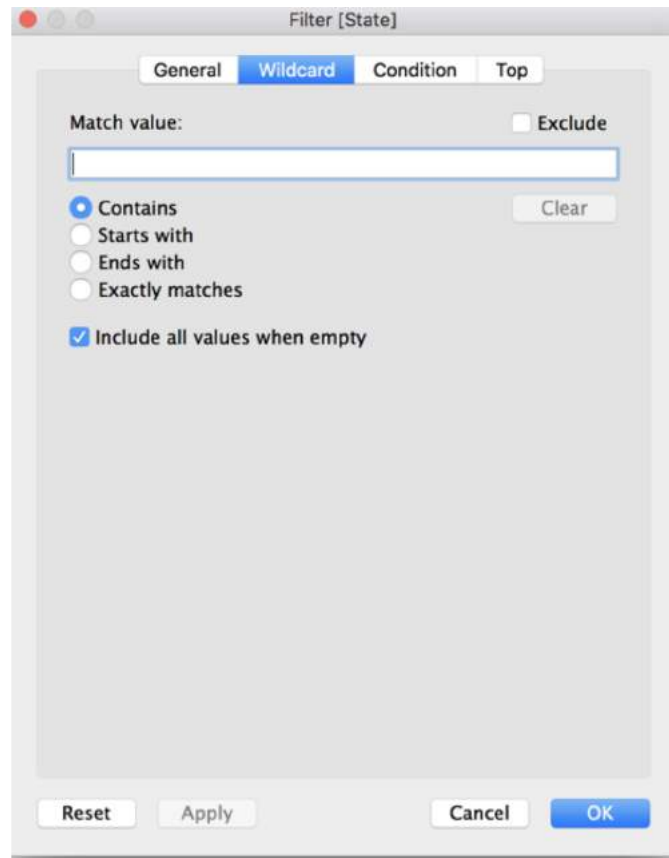 Filter [State]
General Wildcard Condition Top
Match value: Exclude
Contains Clear
Starts with
Ends with
Exactly matches
Include all values when empty
Reset Apply Cancel OK